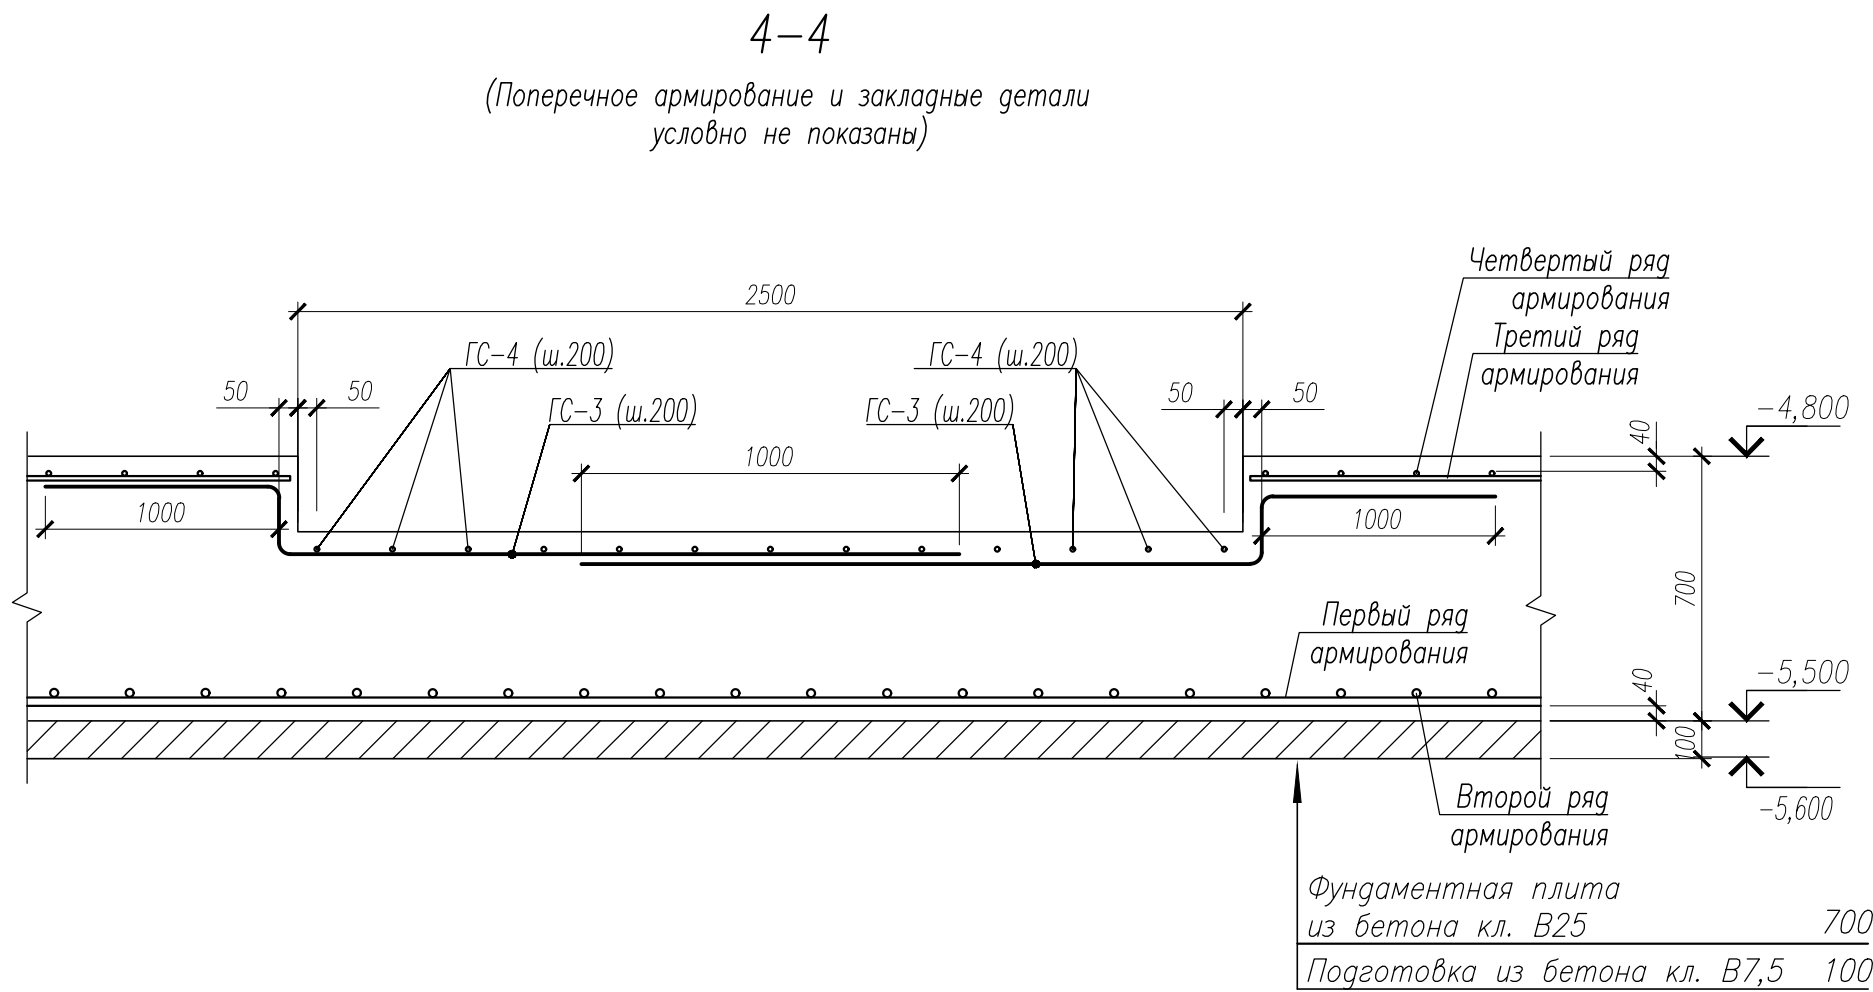 4-4
(Поперечное армирование и закладные детали
условно не показаны)
Четвертый ряд
армирования
2500
Третий ряд
армирования
ГС-4 (ш.200)
ГС-4 (ш.200)
50
50
50
50
ГС-3 (ш.200)
ГС-3 (ш.200)
-4,800
40
1000
1000
1000
700
Первый ряд
армирования
-5,500
40
100
Второй ряд
армирования
-5,600
Фундаментная плита
из бетона кл. В25 700
Подготовка из бетона кл. В7,5 100